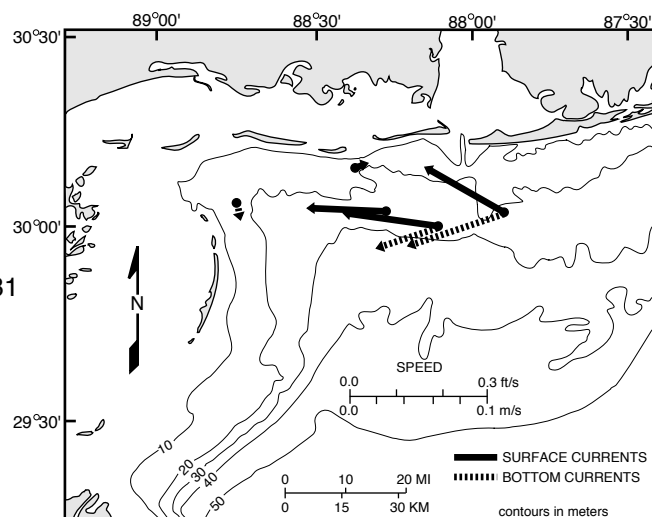 89°00' 88°30' 88°00' 87°30'
30°30'
30°00'
31
N
SPEED
0.0 0.3 ft/s
0.0 0.1 m/s
29°30'
10
20
30
40
50
SURFACE CURRENTS
BOTTOM CURRENTS
0 10 20 MI
0 15 30 KM
contours in meters